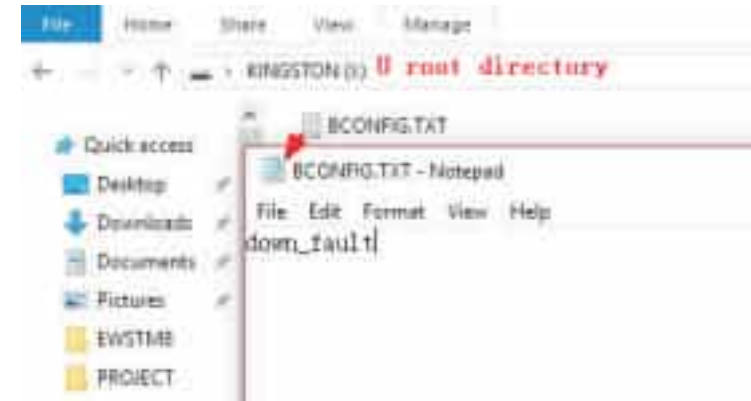 File Home Share View Manage
KINGSTON (I:) U root directory
BCONFIG.TXT
Quick access
BCONFIG.TXT - Notepad
Desktop
File Edit Format View Help
Downloads
down_fault
Documents
Pictures
EWSTMB
PROJECT